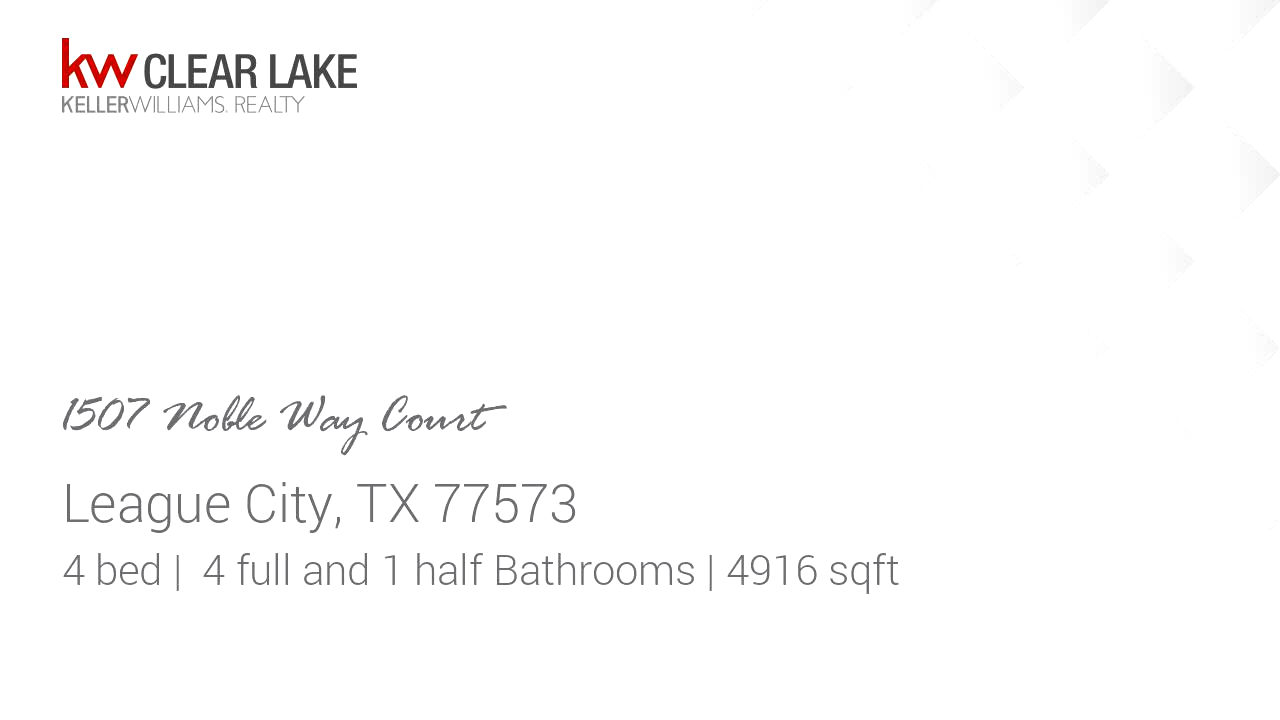 kw CLEAR LAKE
KELLERWILLIAMS. REALTY
1507 Noble Way Court
League City, TX 77573
4 bed | 4 full and 1 half Bathrooms | 4916 sqft